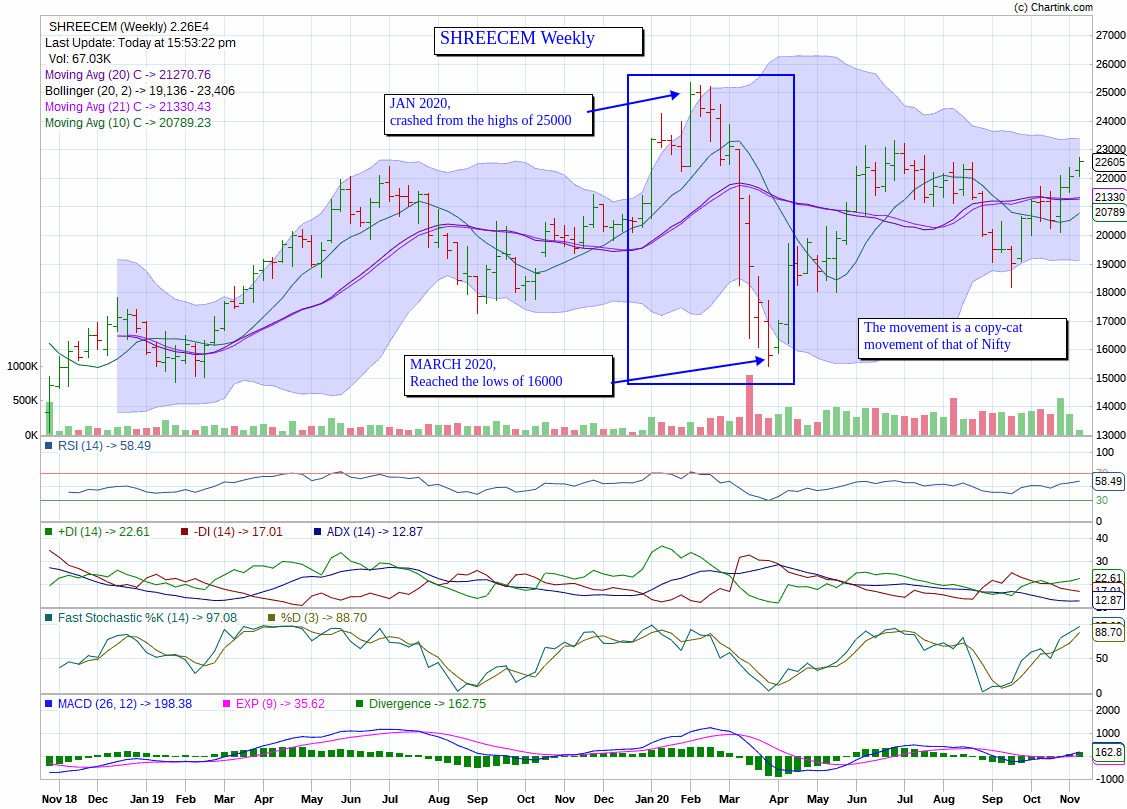 (c) Chartink.com
SHREECEM (Weekly) 2.26E4
Last Update: Today at 15:53:22 pm
Vol: 67.03K
Moving Avg (20) C -> 21270.76
Bollinger (20, 2) -> 19,136 - 23,406
Moving Avg (21) C -> 21330.43
Moving Avg (10) C -> 20789.23
SHREECEM Weekly
JAN 2020,
crashed from the highs of 25000
MARCH 2020,
Reached the lows of 16000
The movement is a copy-cat
movement of that of Nifty
27000
26000
25000
24000
23000
22605
22000
21330
20789
20000
19000
18000
17000
16000
15000
14000
13000
1000K
500K
0K
RSI (14) -> 58.49
100
70
58.49
30
0
+DI (14) -> 22.61 -DI (14) -> 17.01 ADX (14) -> 12.87
40
30
22.61
17.01
12.87
Fast Stochastic %K (14) -> 97.08 %D (3) -> 88.70
88.70
50
0
MACD (26, 12) -> 198.38 EXP (9) -> 35.62 Divergence -> 162.75
2000
1000
162.8
-1000
Nov 18 Dec Jan 19 Feb Mar Apr May Jun Jul Aug Sep Oct Nov Dec Jan 20 Feb Mar Apr May Jun Jul Aug Sep Oct Nov